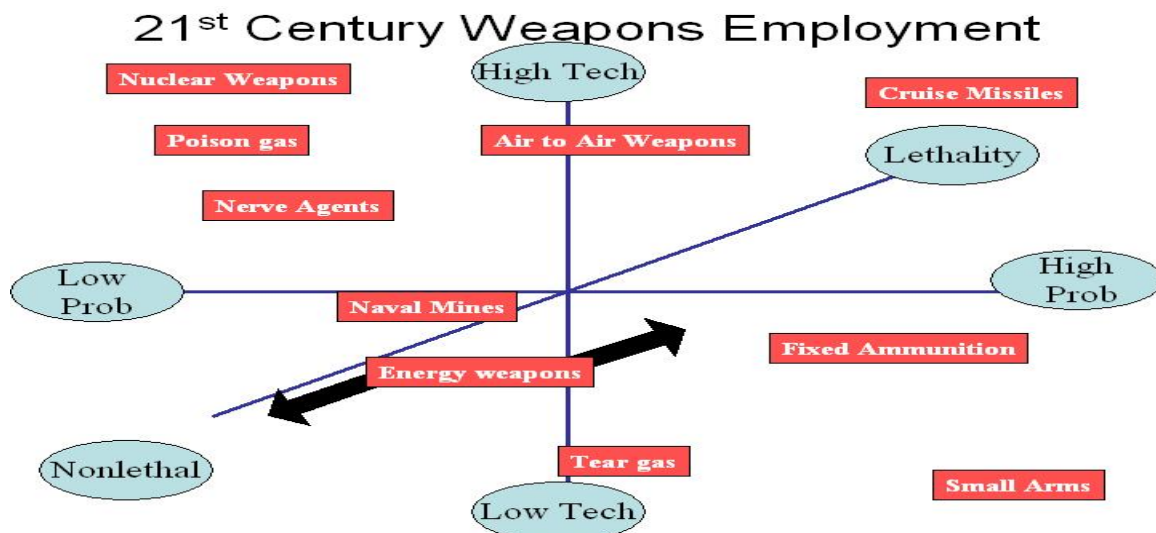 21st Century Weapons Employment
High Tech
Nuclear Weapons
Cruise Missiles
Poison gas
Air to Air Weapons
Lethality
Nerve Agents
Low
Prob
High
Prob
Naval Mines
Fixed Ammunition
Energy weapons
Nonlethal
Tear gas
Small Arms
Low Tech